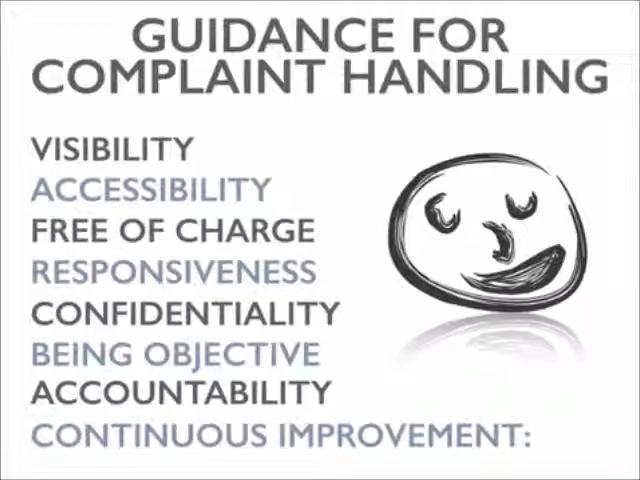 GUIDANCE FOR
COMPLAINT HANDLING
VISIBILITY
ACCESSIBILITY
FREE OF CHARGE
RESPONSIVENESS
CONFIDENTIALITY
BEING OBJECTIVE
ACCOUNTABILITY
CONTINUOUS IMPROVEMENT: